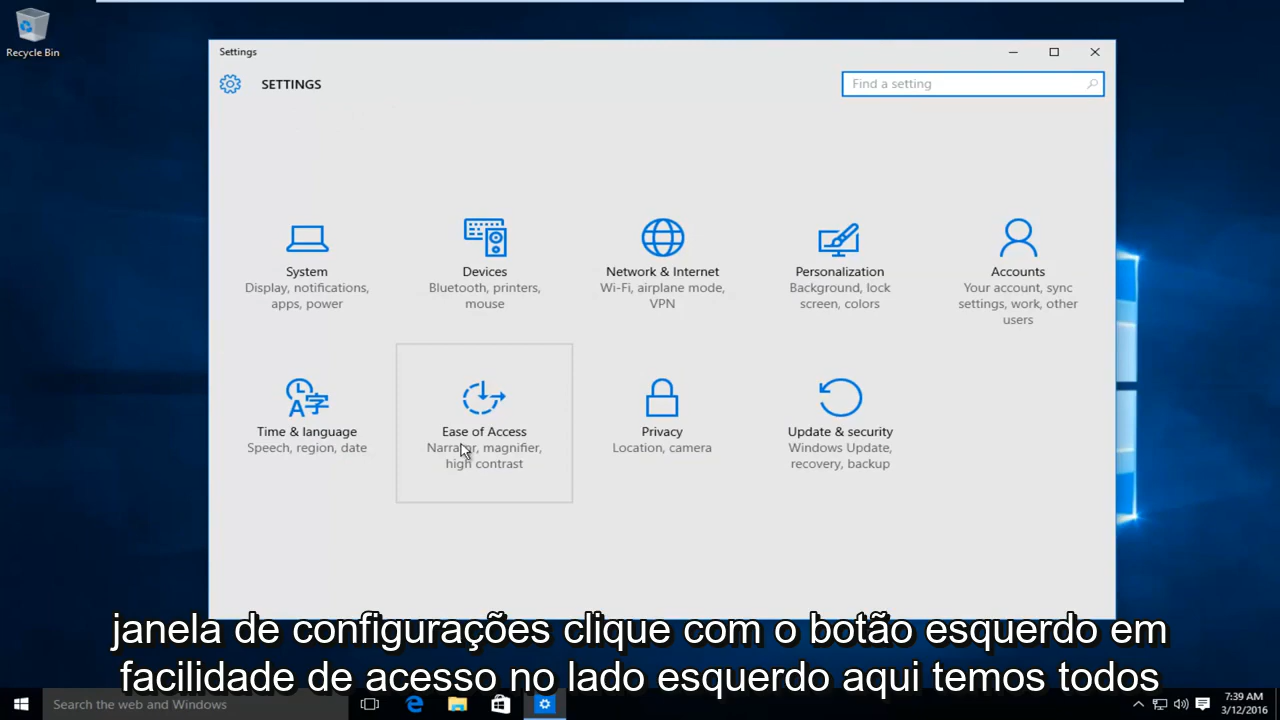 Recycle Bin
Settings
SETTINGS
Find a setting
System
Display, notifications,
apps, power
Devices
Bluetooth, printers,
mouse
Network & Internet
Wi-Fi, airplane mode,
VPN
Personalization
Background, lock
screen, colors
Accounts
Your account, sync
settings, work, other
users
Time & language
Speech, region, date
Ease of Access
Narrator, magnifier,
high contrast
Privacy
Location, camera
Update & security
Windows Update,
recovery, backup
janela de configurações clique com o botão esquerdo em
facilidade de acesso no lado esquerdo aqui temos todos
Search the web and Windows
7:39 AM
3/12/2016